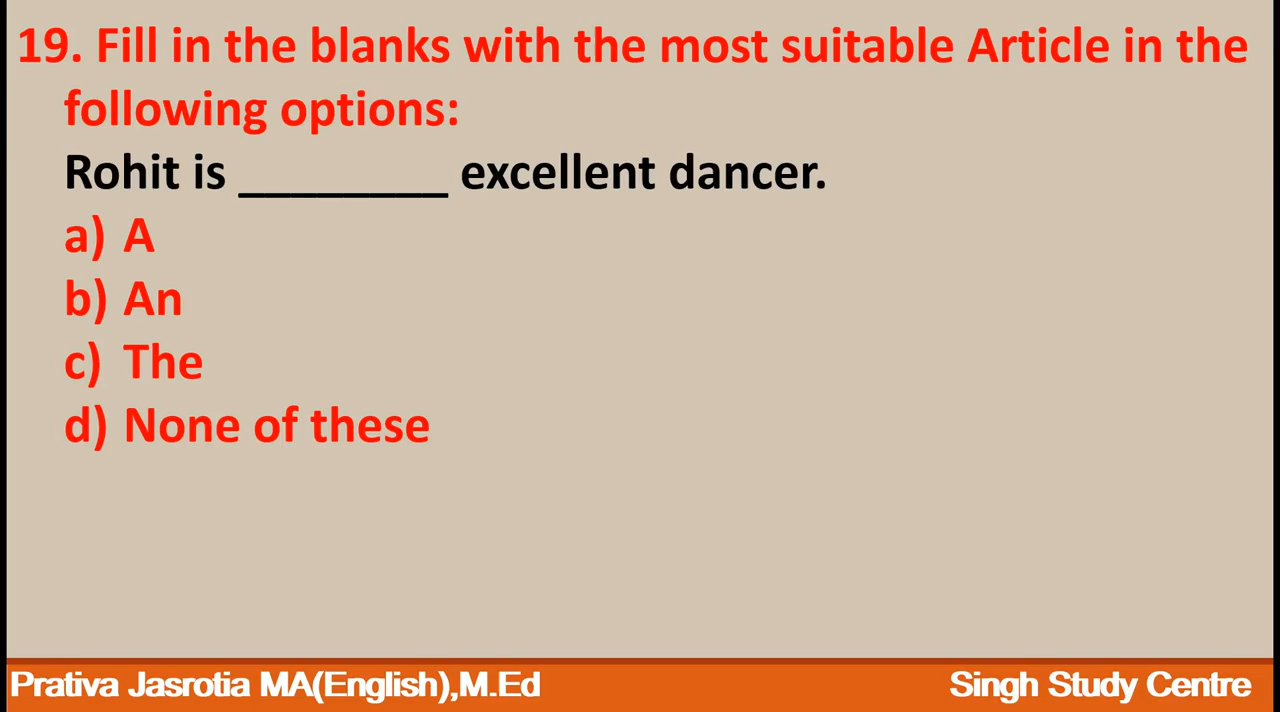 19. Fill in the blanks with the most suitable Article in the
following options:
Rohit is ________ excellent dancer.
a) A
b) An
c) The
d) None of these
Prativa Jasrotia MA(English),M.Ed
Singh Study Centre